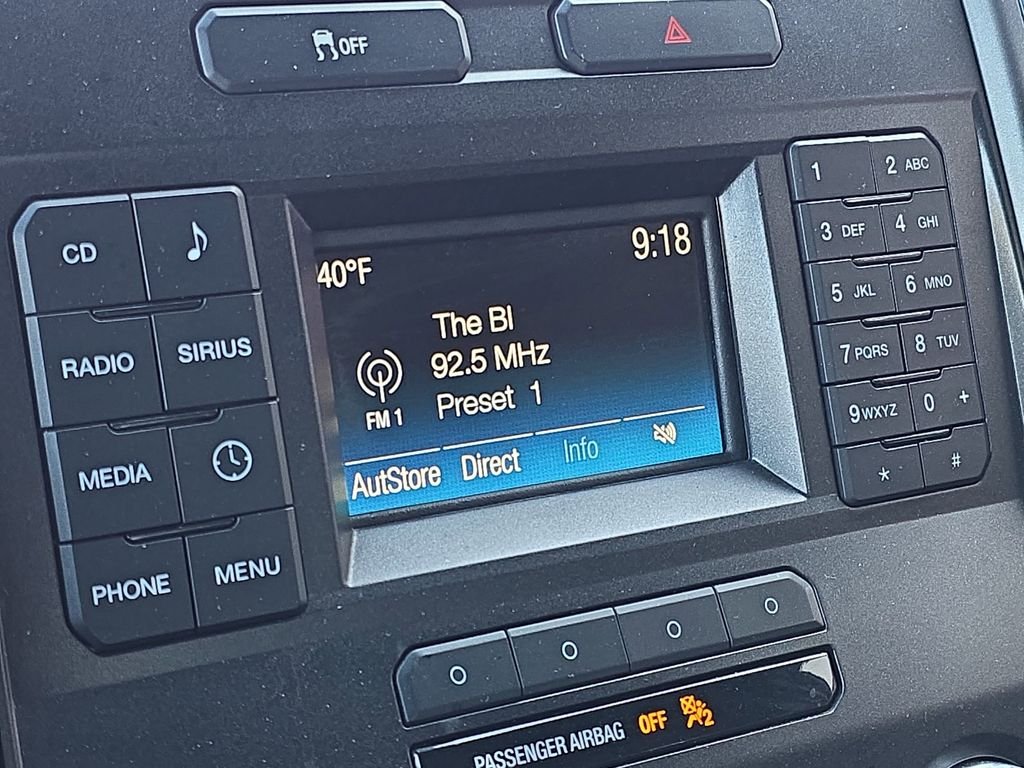 OFF
40°F
9:18
The Bl
92.5 MHz
Preset 1
FM 1
AutStore Direct Info
CD
RADIO SIRIUS
MEDIA
PHONE MENU
1 2 ABC
3 DEF 4 GHI
5 JKL 6 MNO
7 PQRS 8 TUV
9 WXYZ 0 +
* #
PASSENGER AIRBAG OFF 2